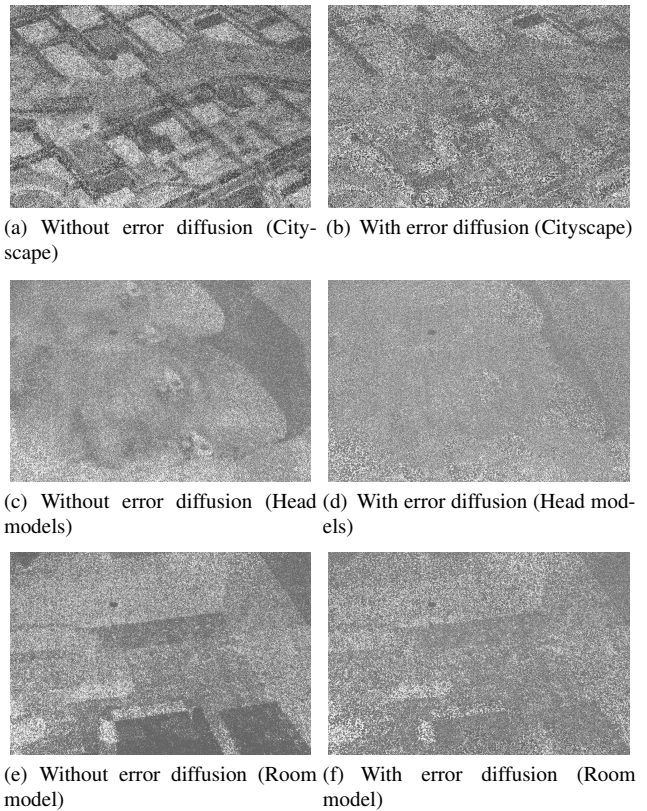 (a) Without error diffusion (City-
scape)
(b) With error diffusion (Cityscape)
(c) Without error diffusion (Head
models)
(d) With error diffusion (Head mod-
els)
(e) Without error diffusion (Room
model)
(f) With error diffusion (Room
model)